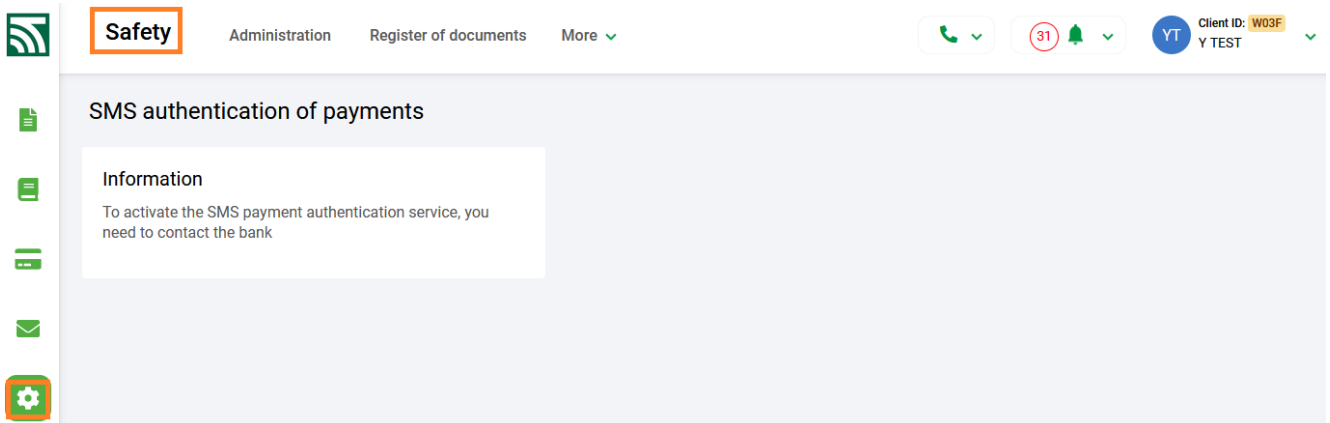 Safety Administration Register of documents More 31 YT Client ID: W03F
Y TEST
SMS authentication of payments
Information
To activate the SMS payment authentication service, you
need to contact the bank